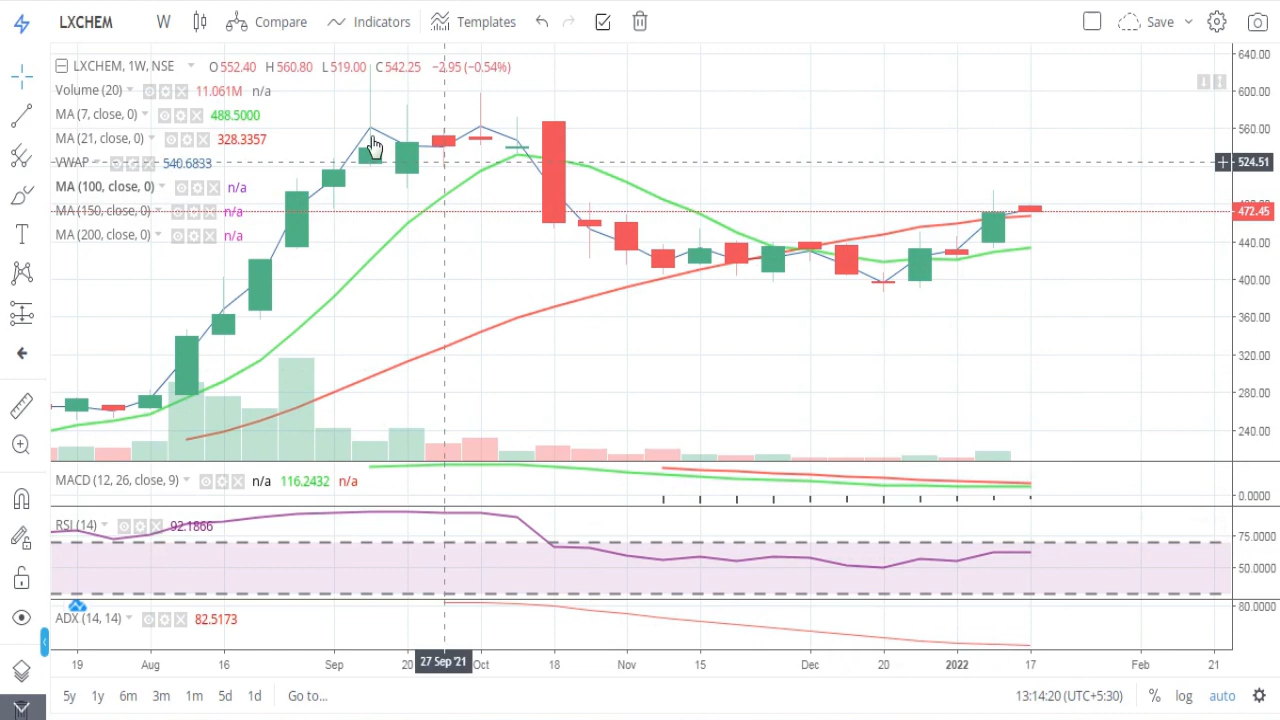 LXCHEM W Compare Indicators Templates Save
LXCHEM, 1W, NSE O 552.40 H 560.80 L 519.00 C 542.25 −2.95 (−0.54%)
Volume (20) 11.061M n/a
MA (7, close, 0) 488.5000
MA (21, close, 0) 328.3357
VWAP 540.6833
MA (100, close, 0) n/a
MA (150, close, 0) n/a
MA (200, close, 0) n/a
640.00
600.00
560.00
524.51
472.45
440.00
400.00
360.00
320.00
280.00
240.00
MACD (12, 26, close, 9) n/a 116.2432 n/a
0.0000
RSI (14) 92.1866
75.0000
50.0000
ADX (14, 14) 82.5173
80.0000
19 Aug 16 Sep 20 27 Sep '21 Oct 18 Nov 15 Dec 20 2022 17 Feb 21
5y 1y 6m 3m 1m 5d 1d Go to... 13:14:20 (UTC+5:30) % log auto